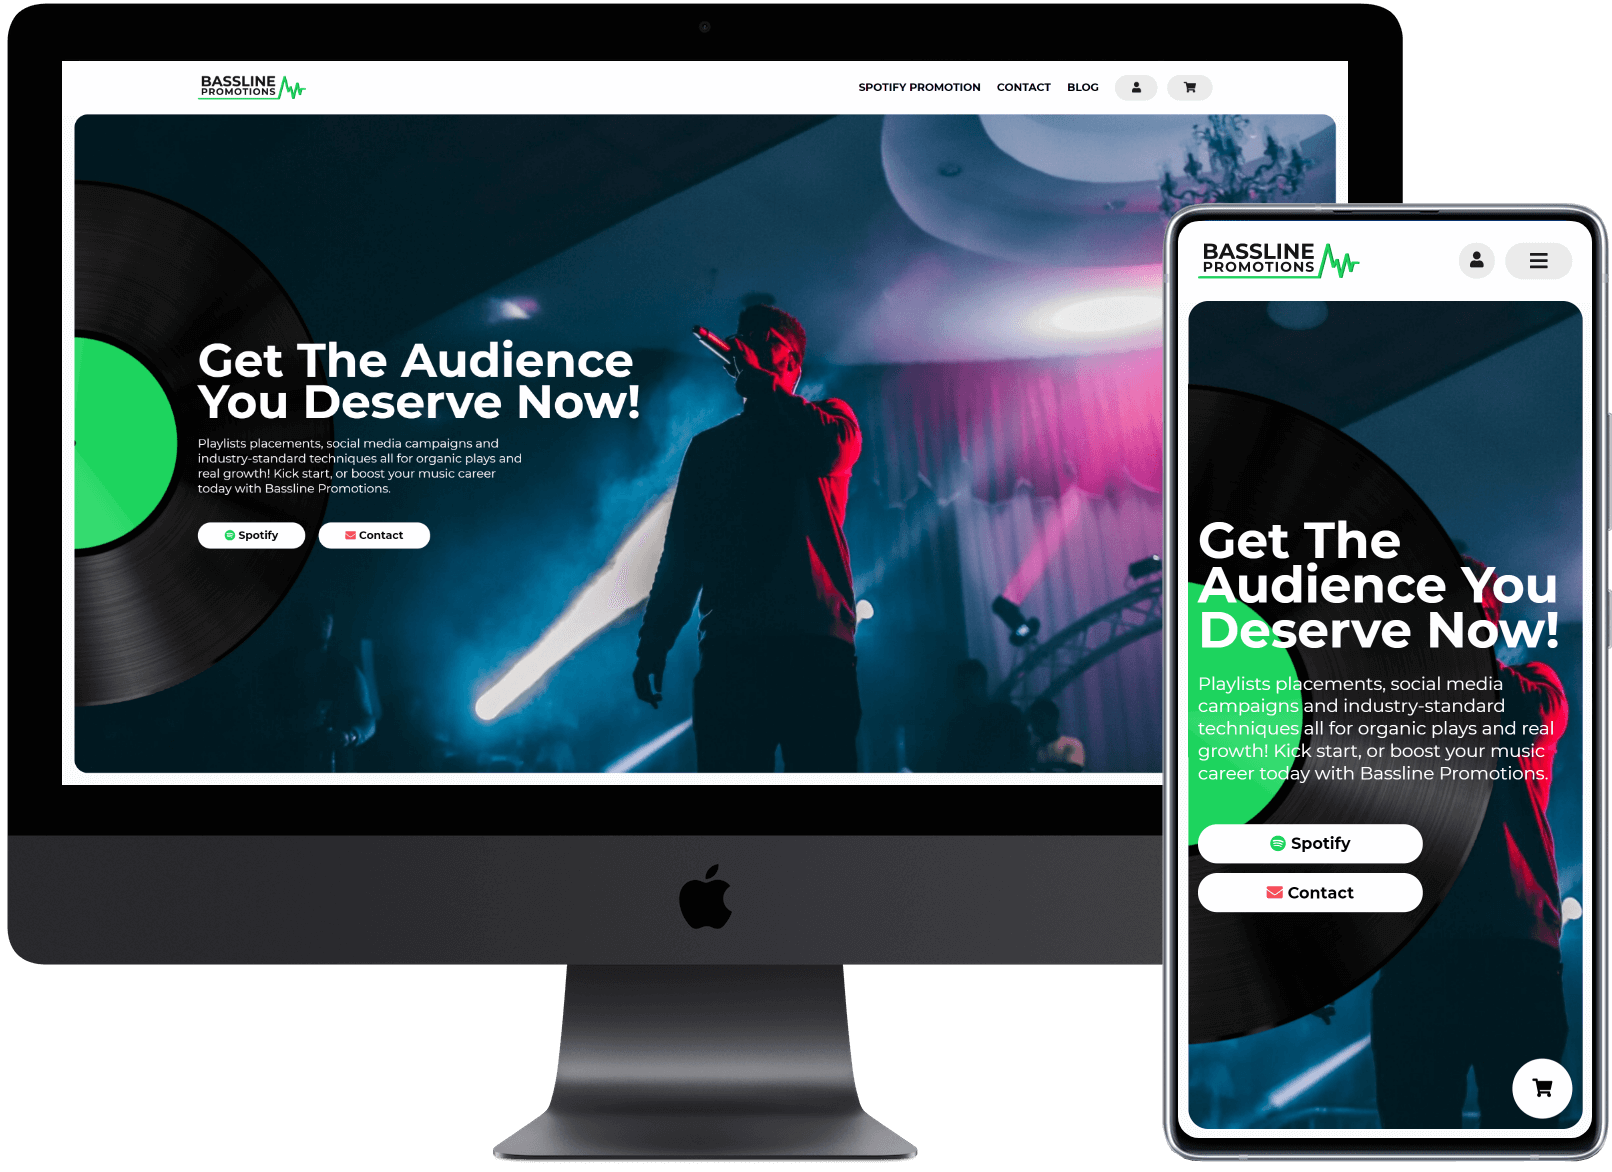 BASSLINE
PROMOTIONS
SPOTIFY PROMOTION CONTACT BLOG
Get The Audience
You Deserve Now!
Playlists placements, social media campaigns and
industry-standard techniques all for organic plays and
real growth! Kick start, or boost your music career
today with Bassline Promotions.
Spotify Contact
BASSLINE
PROMOTIONS
Get The
Audience You
Deserve Now!
Playlists placements, social media
campaigns and industry-standard
techniques all for organic plays and real
growth! Kick start, or boost your music
career today with Bassline Promotions.
Spotify
Contact